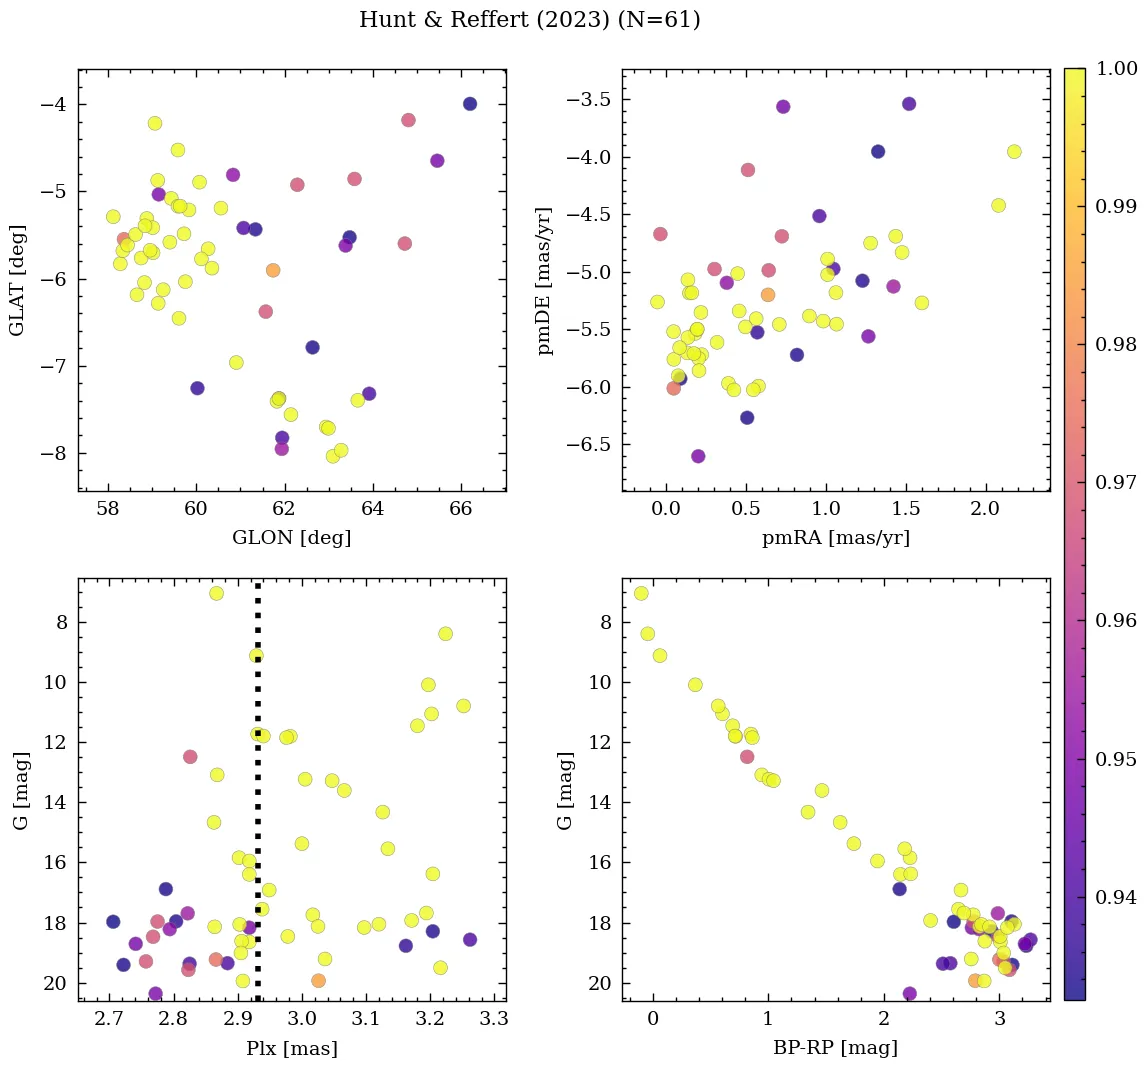 Hunt & Reffert (2023) (N=61)
−4
−5
−6
−7
−8
GLAT [deg]
58 60 62 64 66
GLON [deg]
−3.5
−4.0
−4.5
−5.0
−5.5
−6.0
−6.5
pmDE [mas/yr]
0.0 0.5 1.0 1.5 2.0
pmRA [mas/yr]
1.00
0.99
0.98
0.97
0.96
0.95
0.94
8
10
12
14
16
18
20
G [mag]
2.7 2.8 2.9 3.0 3.1 3.2 3.3
Plx [mas]
8
10
12
14
16
18
20
G [mag]
0 1 2 3
BP-RP [mag]